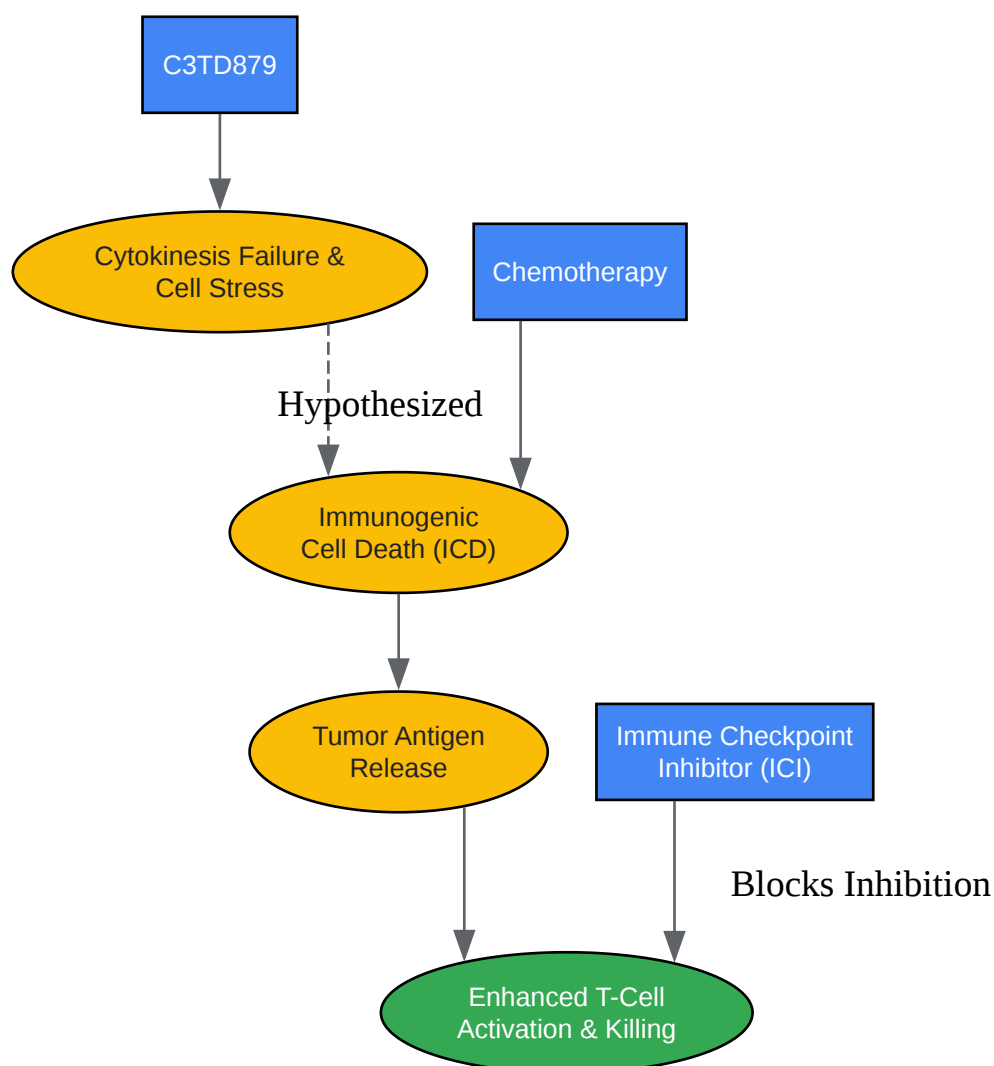 C3TD879
Cytokinesis Failure &
Cell Stress
Chemotherapy
Hypothesized
Immunogenic
Cell Death (ICD)
Tumor Antigen
Release
Immune Checkpoint
Inhibitor (ICI)
Blocks Inhibition
Enhanced T-Cell
Activation & Killing